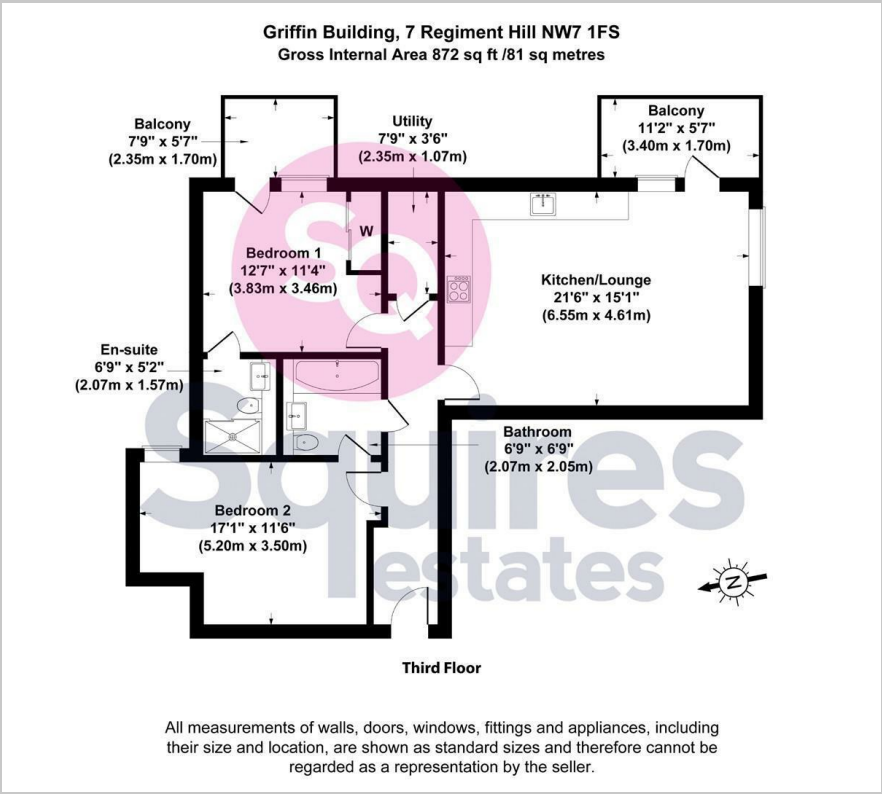 Griffin Building, 7 Regiment Hill NW7 1FS
Gross Internal Area 872 sq ft /81 sq metres
Balcony
7'9" x 5'7"
(2.35m x 1.70m)
Utility
7'9" x 3'6"
(2.35m x 1.07m)
Balcony
11'2" x 5'7"
(3.40m x 1.70m)
W
SQ
Bedroom 1
12'7" x 11'4"
(3.83m x 3.46m)
Kitchen/Lounge
21'6" x 15'1"
(6.55m x 4.61m)
En-suite
6'9" x 5'2"
(2.07m x 1.57m)
Bathroom
6'9" x 6'9"
(2.07m x 2.05m)
Squires
estates
Bedroom 2
17'1" x 11'6"
(5.20m x 3.50m)
N
Third Floor
All measurements of walls, doors, windows, fittings and appliances, including
their size and location, are shown as standard sizes and therefore cannot be
regarded as a representation by the seller.